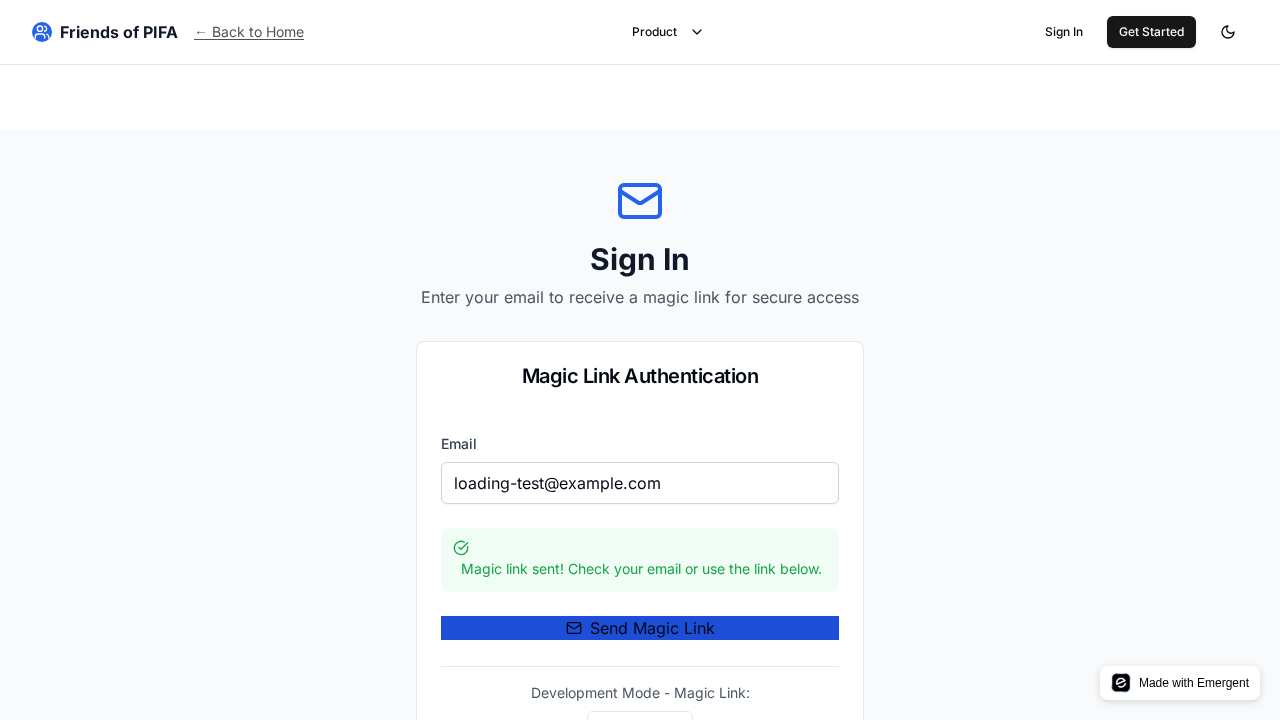 Friends of PIFA
← Back to Home
Product
Sign In
Get Started
Sign In
Enter your email to receive a magic link for secure access
Magic Link Authentication
Email
loading-test@example.com
Magic link sent! Check your email or use the link below.
Send Magic Link
Development Mode - Magic Link:
Made with Emergent